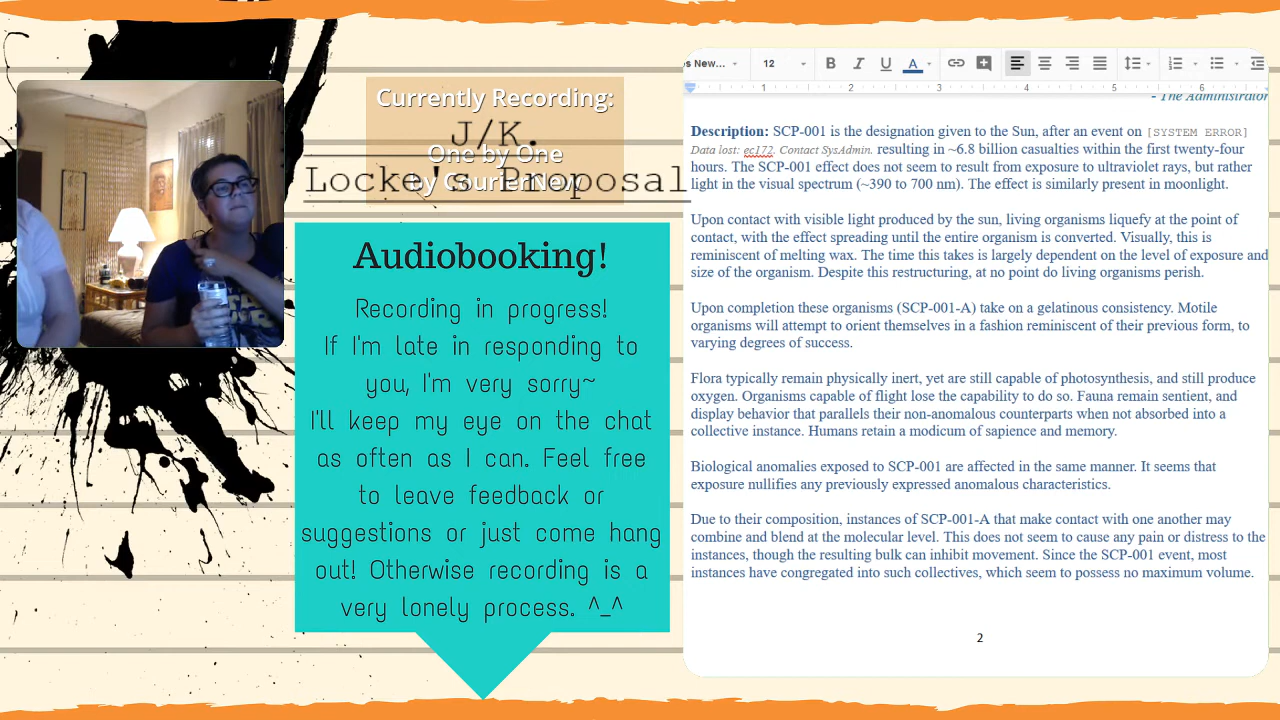 Currently Recording:
J/K.
One by One
Locke's Proposal
by CourierNew
Audiobooking!
Recording in progress!
If I'm late in responding to
you, I'm very sorry~
I'll keep my eye on the chat
as often as I can. Feel free
to leave feedback or
suggestions or just come hang
out! Otherwise recording is a
very lonely process. ^_^
s New...
12
B I U A
1 2 3 4 5 6
- The Administrator
Description: SCP-001 is the designation given to the Sun, after an event on [SYSTEM ERROR]
Data lost: ec172. Contact SysAdmin. resulting in ~6.8 billion casualties within the first twenty-four
hours. The SCP-001 effect does not seem to result from exposure to ultraviolet rays, but rather
light in the visual spectrum (~390 to 700 nm). The effect is similarly present in moonlight.
Upon contact with visible light produced by the sun, living organisms liquefy at the point of
contact, with the effect spreading until the entire organism is converted. Visually, this is
reminiscent of melting wax. The time this takes is largely dependent on the level of exposure and
size of the organism. Despite this restructuring, at no point do living organisms perish.
Upon completion these organisms (SCP-001-A) take on a gelatinous consistency. Motile
organisms will attempt to orient themselves in a fashion reminiscent of their previous form, to
varying degrees of success.
Flora typically remain physically inert, yet are still capable of photosynthesis, and still produce
oxygen. Organisms capable of flight lose the capability to do so. Fauna remain sentient, and
display behavior that parallels their non-anomalous counterparts when not absorbed into a
collective instance. Humans retain a modicum of sapience and memory.
Biological anomalies exposed to SCP-001 are affected in the same manner. It seems that
exposure nullifies any previously expressed anomalous characteristics.
Due to their composition, instances of SCP-001-A that make contact with one another may
combine and blend at the molecular level. This does not seem to cause any pain or distress to the
instances, though the resulting bulk can inhibit movement. Since the SCP-001 event, most
instances have congregated into such collectives, which seem to possess no maximum volume.
2